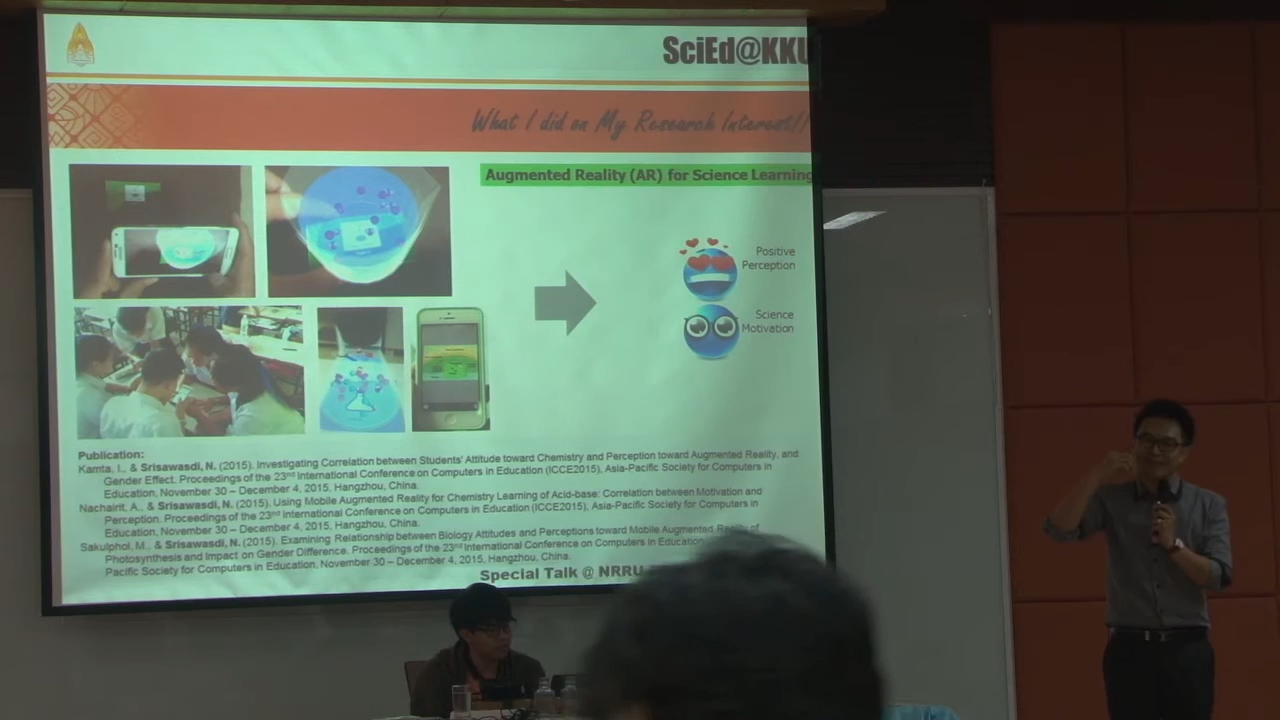 SciEd@KKU
What I did on My Research Interest!!
Augmented Reality (AR) for Science Learning
Positive
Perception
Science
Motivation
Publication:
Kamta, I., & Srisawasdi, N. (2015). Investigating Correlation between Students' Attitude toward Chemistry and Perception toward Augmented Reality, and
Gender Effect. Proceedings of the 23nd International Conference on Computers in Education (ICCE2015), Asia-Pacific Society for Computers in
Education, November 30 – December 4, 2015, Hangzhou, China.
Nachairit, A., & Srisawasdi, N. (2015). Using Mobile Augmented Reality for Chemistry Learning of Acid-base: Correlation between Motivation and
Perception. Proceedings of the 23nd International Conference on Computers in Education (ICCE2015), Asia-Pacific Society for Computers in
Education, November 30 – December 4, 2015, Hangzhou, China.
Sakulphol, M., & Srisawasdi, N. (2015). Examining Relationship between Biology Attitudes and Perceptions toward Mobile Augmented Reality of
Photosynthesis and Impact on Gender Difference. Proceedings of the 23nd International Conference on Computers in Education
Pacific Society for Computers in Education, November 30 – December 4, 2015, Hangzhou, China.
Special Talk @ NRRU